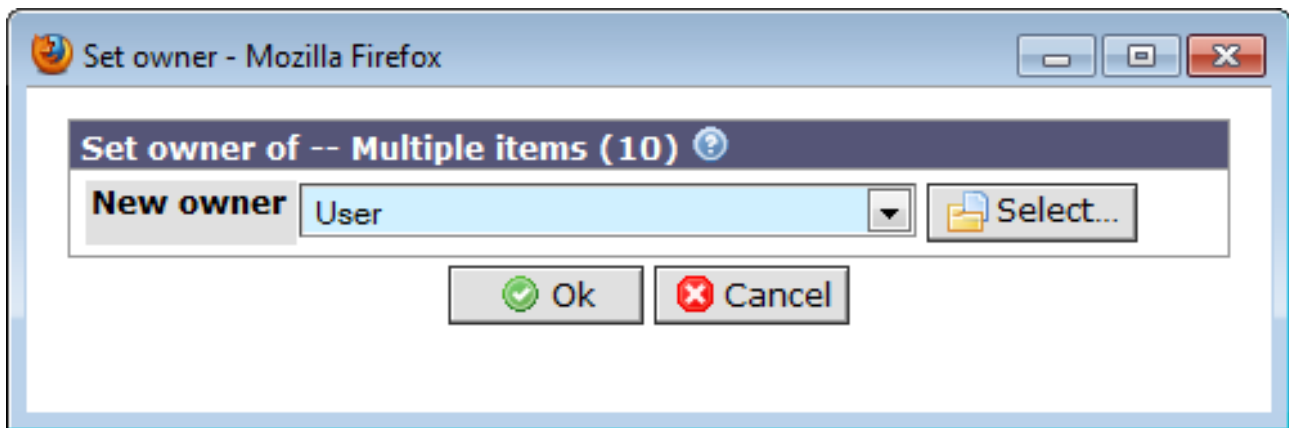 Set owner - Mozilla Firefox
Set owner of -- Multiple items (10)
New owner User Select...
Ok Cancel